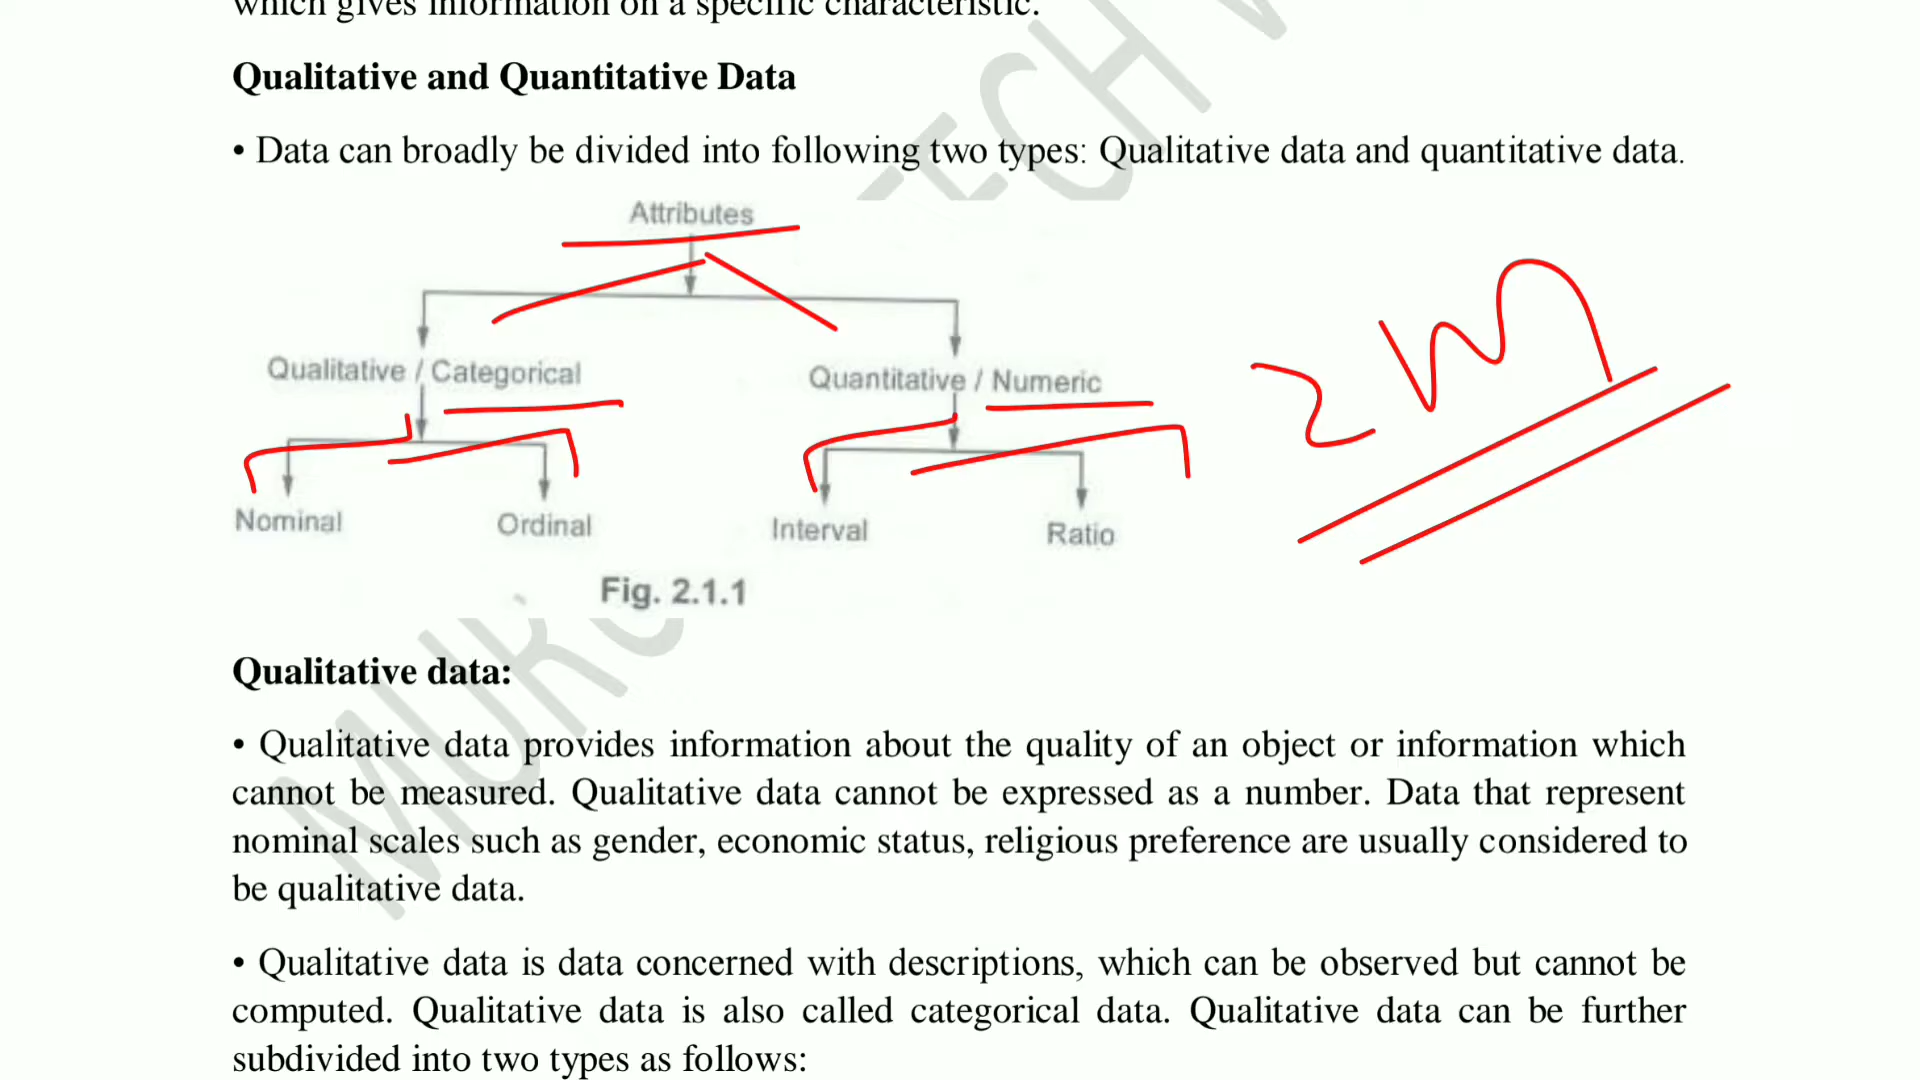 which gives information on a specific characteristic.
Qualitative and Quantitative Data
• Data can broadly be divided into following two types: Qualitative data and quantitative data.
Attributes
Qualitative / Categorical
Quantitative / Numeric
2 m
Nominal
Ordinal
Interval
Ratio
Fig. 2.1.1
Qualitative data:
• Qualitative data provides information about the quality of an object or information which
cannot be measured. Qualitative data cannot be expressed as a number. Data that represent
nominal scales such as gender, economic status, religious preference are usually considered to
be qualitative data.
• Qualitative data is data concerned with descriptions, which can be observed but cannot be
computed. Qualitative data is also called categorical data. Qualitative data can be further
subdivided into two types as follows: